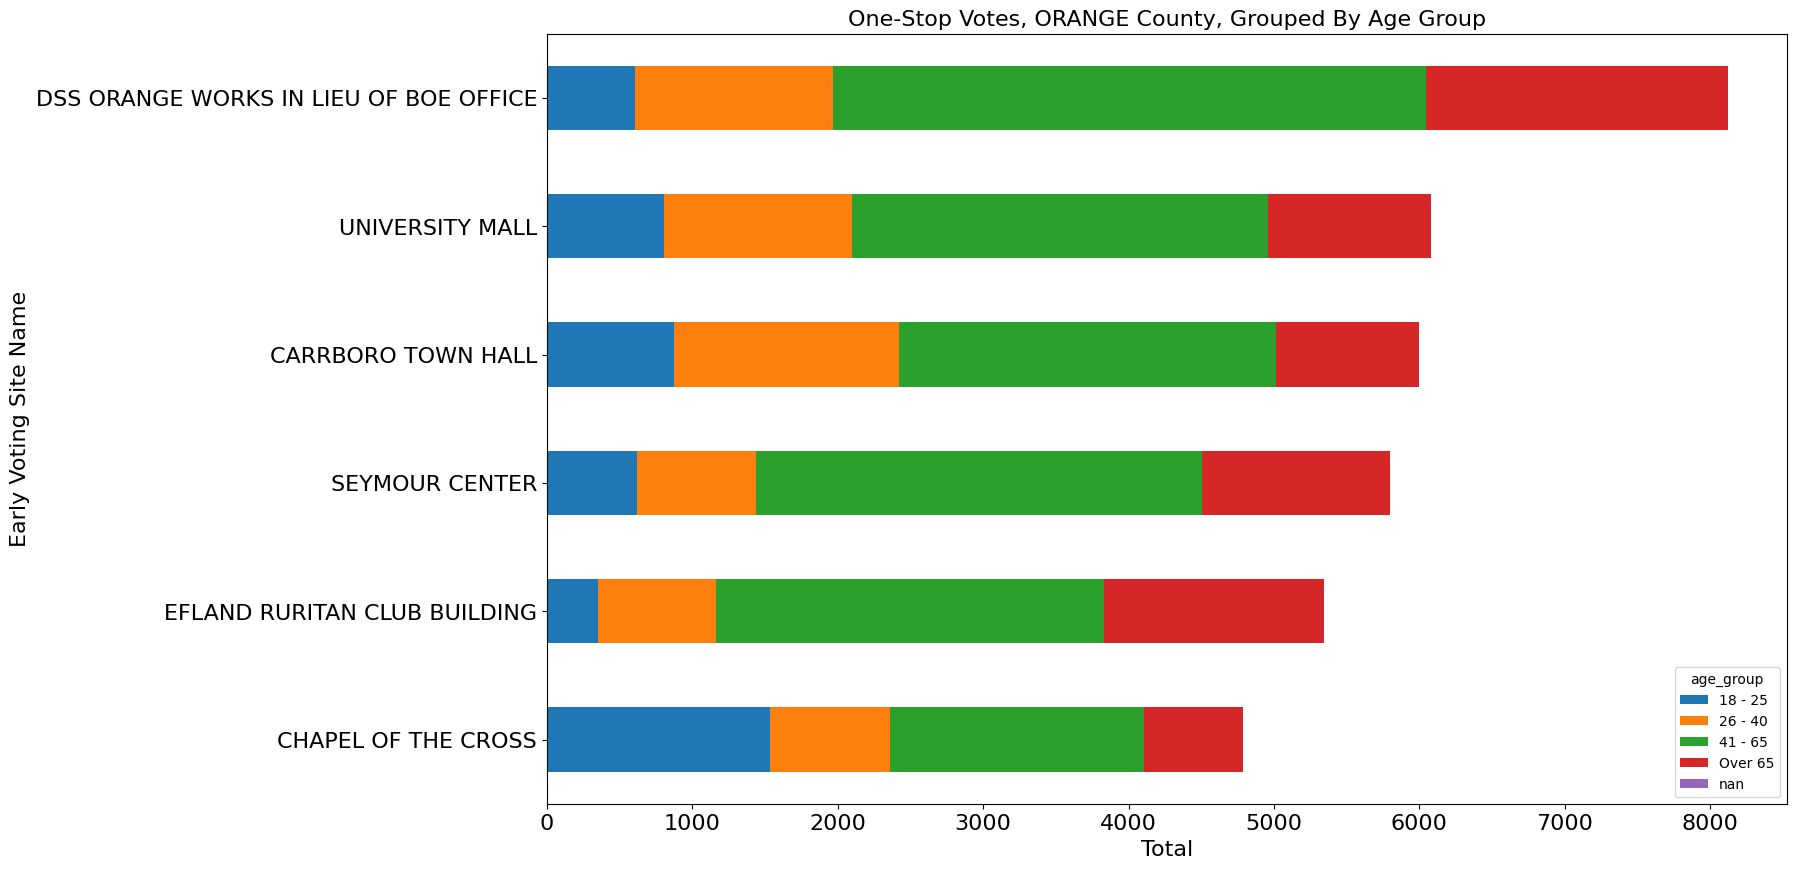 One-Stop Votes, ORANGE County, Grouped By Age Group
Early Voting Site Name
DSS ORANGE WORKS IN LIEU OF BOE OFFICE
UNIVERSITY MALL
CARRBORO TOWN HALL
SEYMOUR CENTER
EFLAND RURITAN CLUB BUILDING
CHAPEL OF THE CROSS
age_group
18 - 25
26 - 40
41 - 65
Over 65
nan
0 1000 2000 3000 4000 5000 6000 7000 8000
Total